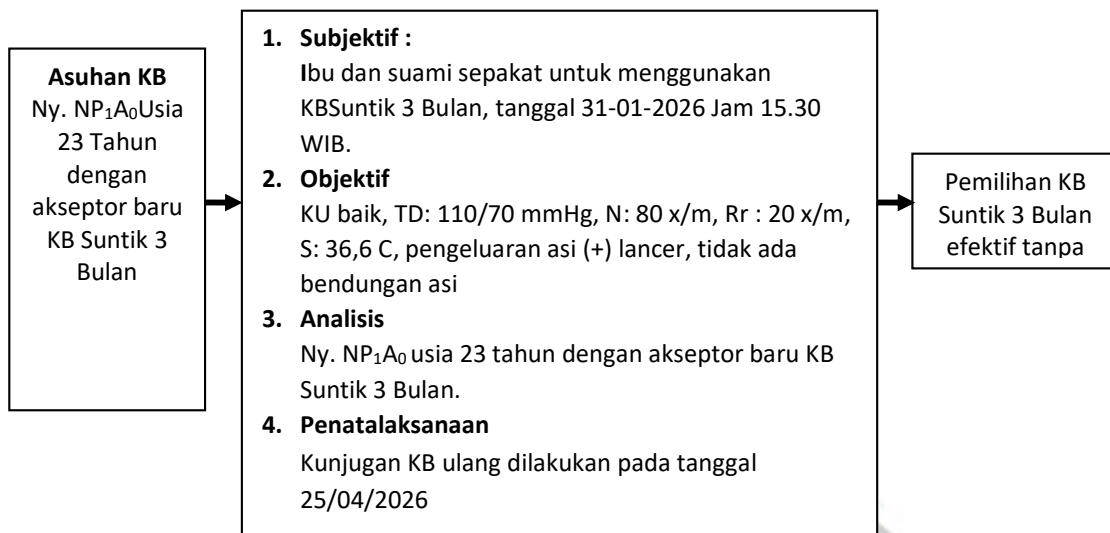 Asuhan KB
Ny. NP₁A₀Usia
23 Tahun
dengan
akseptor baru
KB Suntik 3
Bulan
1. Subjektif :
Ibu dan suami sepakat untuk menggunakan
KBSuntik 3 Bulan, tanggal 31-01-2026 Jam 15.30
WIB.
2. Objektif
KU baik, TD: 110/70 mmHg, N: 80 x/m, Rr : 20 x/m,
S: 36,6 C, pengeluaran asi (+) lancer, tidak ada
bendungan asi
3. Analisis
Ny. NP₁A₀ usia 23 tahun dengan akseptor baru KB
Suntik 3 Bulan.
4. Penatalaksanaan
Kunjugan KB ulang dilakukan pada tanggal
25/04/2026
Pemilihan KB
Suntik 3 Bulan
efektif tanpa